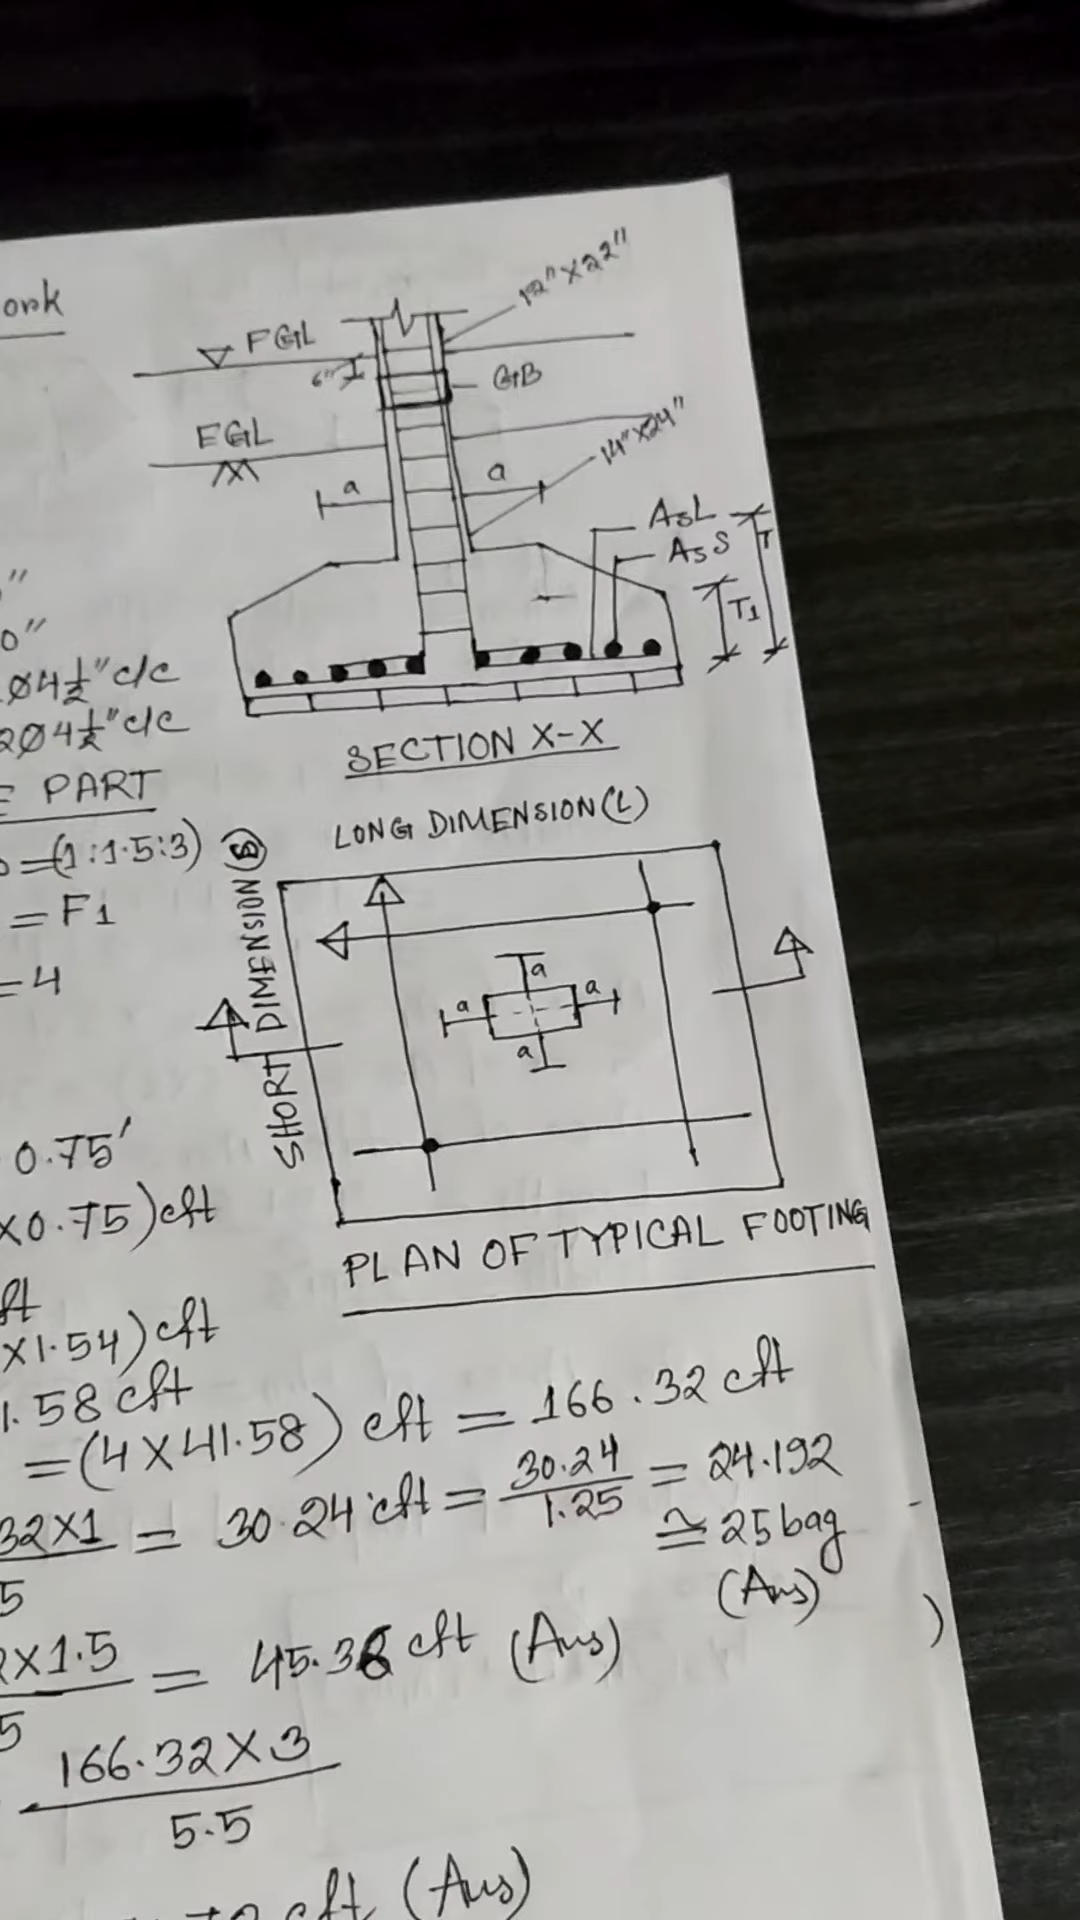 ork
12"X22"
FGL
6"
GB
EGL
14"X24"
a
a
ASL
ASS
T
T1
"
0"
Ø4½"c/c
2Ø4½"c/c
SECTION X-X
E PART
=(1:1.5:3)
LONG DIMENSION(L)
SHORT DIMENSION(B)
=F1
=4
a
a
a
a
0.75'
X0.75)cft
PLAN OF TYPICAL FOOTING
ft
X1.54)cft
1.58 cft
=(4X41.58) cft = 166.32 cft
32X1 = 30.24 cft = 30.24 = 24.192
5
1.25
≅ 25 bag
(Ans)
X1.5 = 45.36 cft (Ans)
5
)
166.32X3
5.5
cft (Ans)